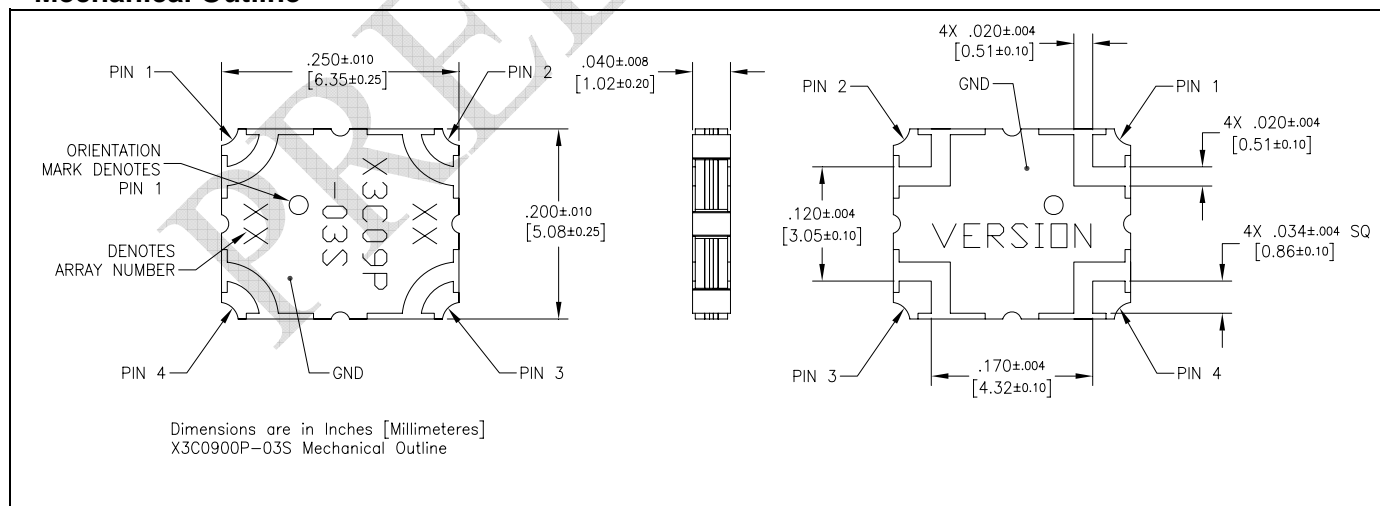 Mechanical Outline
PIN 1
.250±.010
[6.35±0.25]
PIN 2
.040±.008
[1.02±0.20]
ORIENTATION
MARK DENOTES
PIN 1
DENOTES
ARRAY NUMBER
XX
X3C09P
-03S
XX
.200±.010
[5.08±0.25]
PIN 4
GND
PIN 3
4X .020±.004
[0.51±0.10]
PIN 2
GND
PIN 1
4X .020±.004
[0.51±0.10]
.120±.004
[3.05±0.10]
VERSION
4X .034±.004 SQ
[0.86±0.10]
PIN 3
.170±.004
[4.32±0.10]
PIN 4
Dimensions are in Inches [Millimeteres]
X3C0900P-03S Mechanical Outline